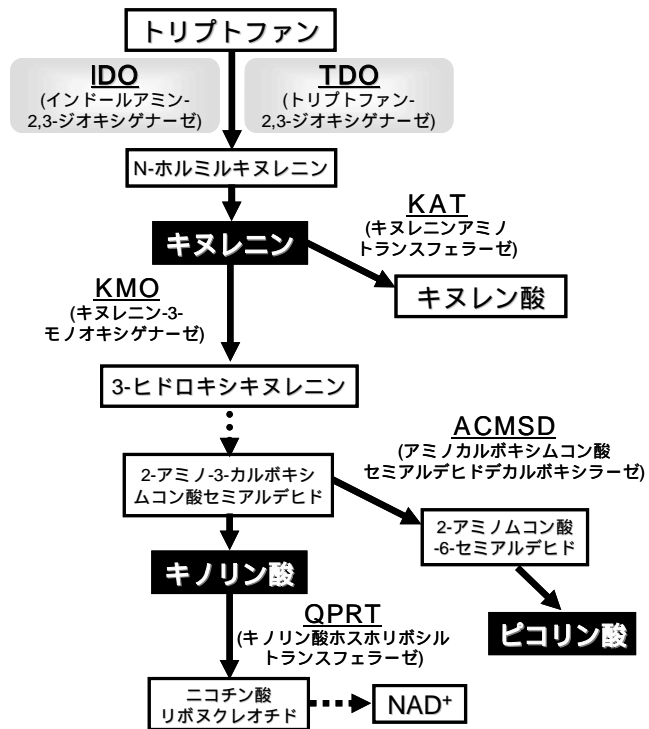 トリプトファン
IDO
(インドールアミン-
2,3-ジオキシゲナーゼ)
TDO
(トリプトファン-
2,3-ジオキシゲナーゼ)
N-ホルミルキヌレニン
キヌレニン
KAT
(キヌレニンアミノ
トランスフェラーゼ)
キヌレン酸
KMO
(キヌレニン-3-
モノオキシゲナーゼ)
3-ヒドロキシキヌレニン
ACMSD
(アミノカルボキシムコン酸
セミアルデヒドデカルボキシラーゼ)
2-アミノ-3-カルボキシ
ムコン酸セミアルデヒド
2-アミノムコン酸
-6-セミアルデヒド
キノリン酸
ピコリン酸
QPRT
(キノリン酸ホスホリボシル
トランスフェラーゼ)
ニコチン酸
リボヌクレオチド
NAD⁺